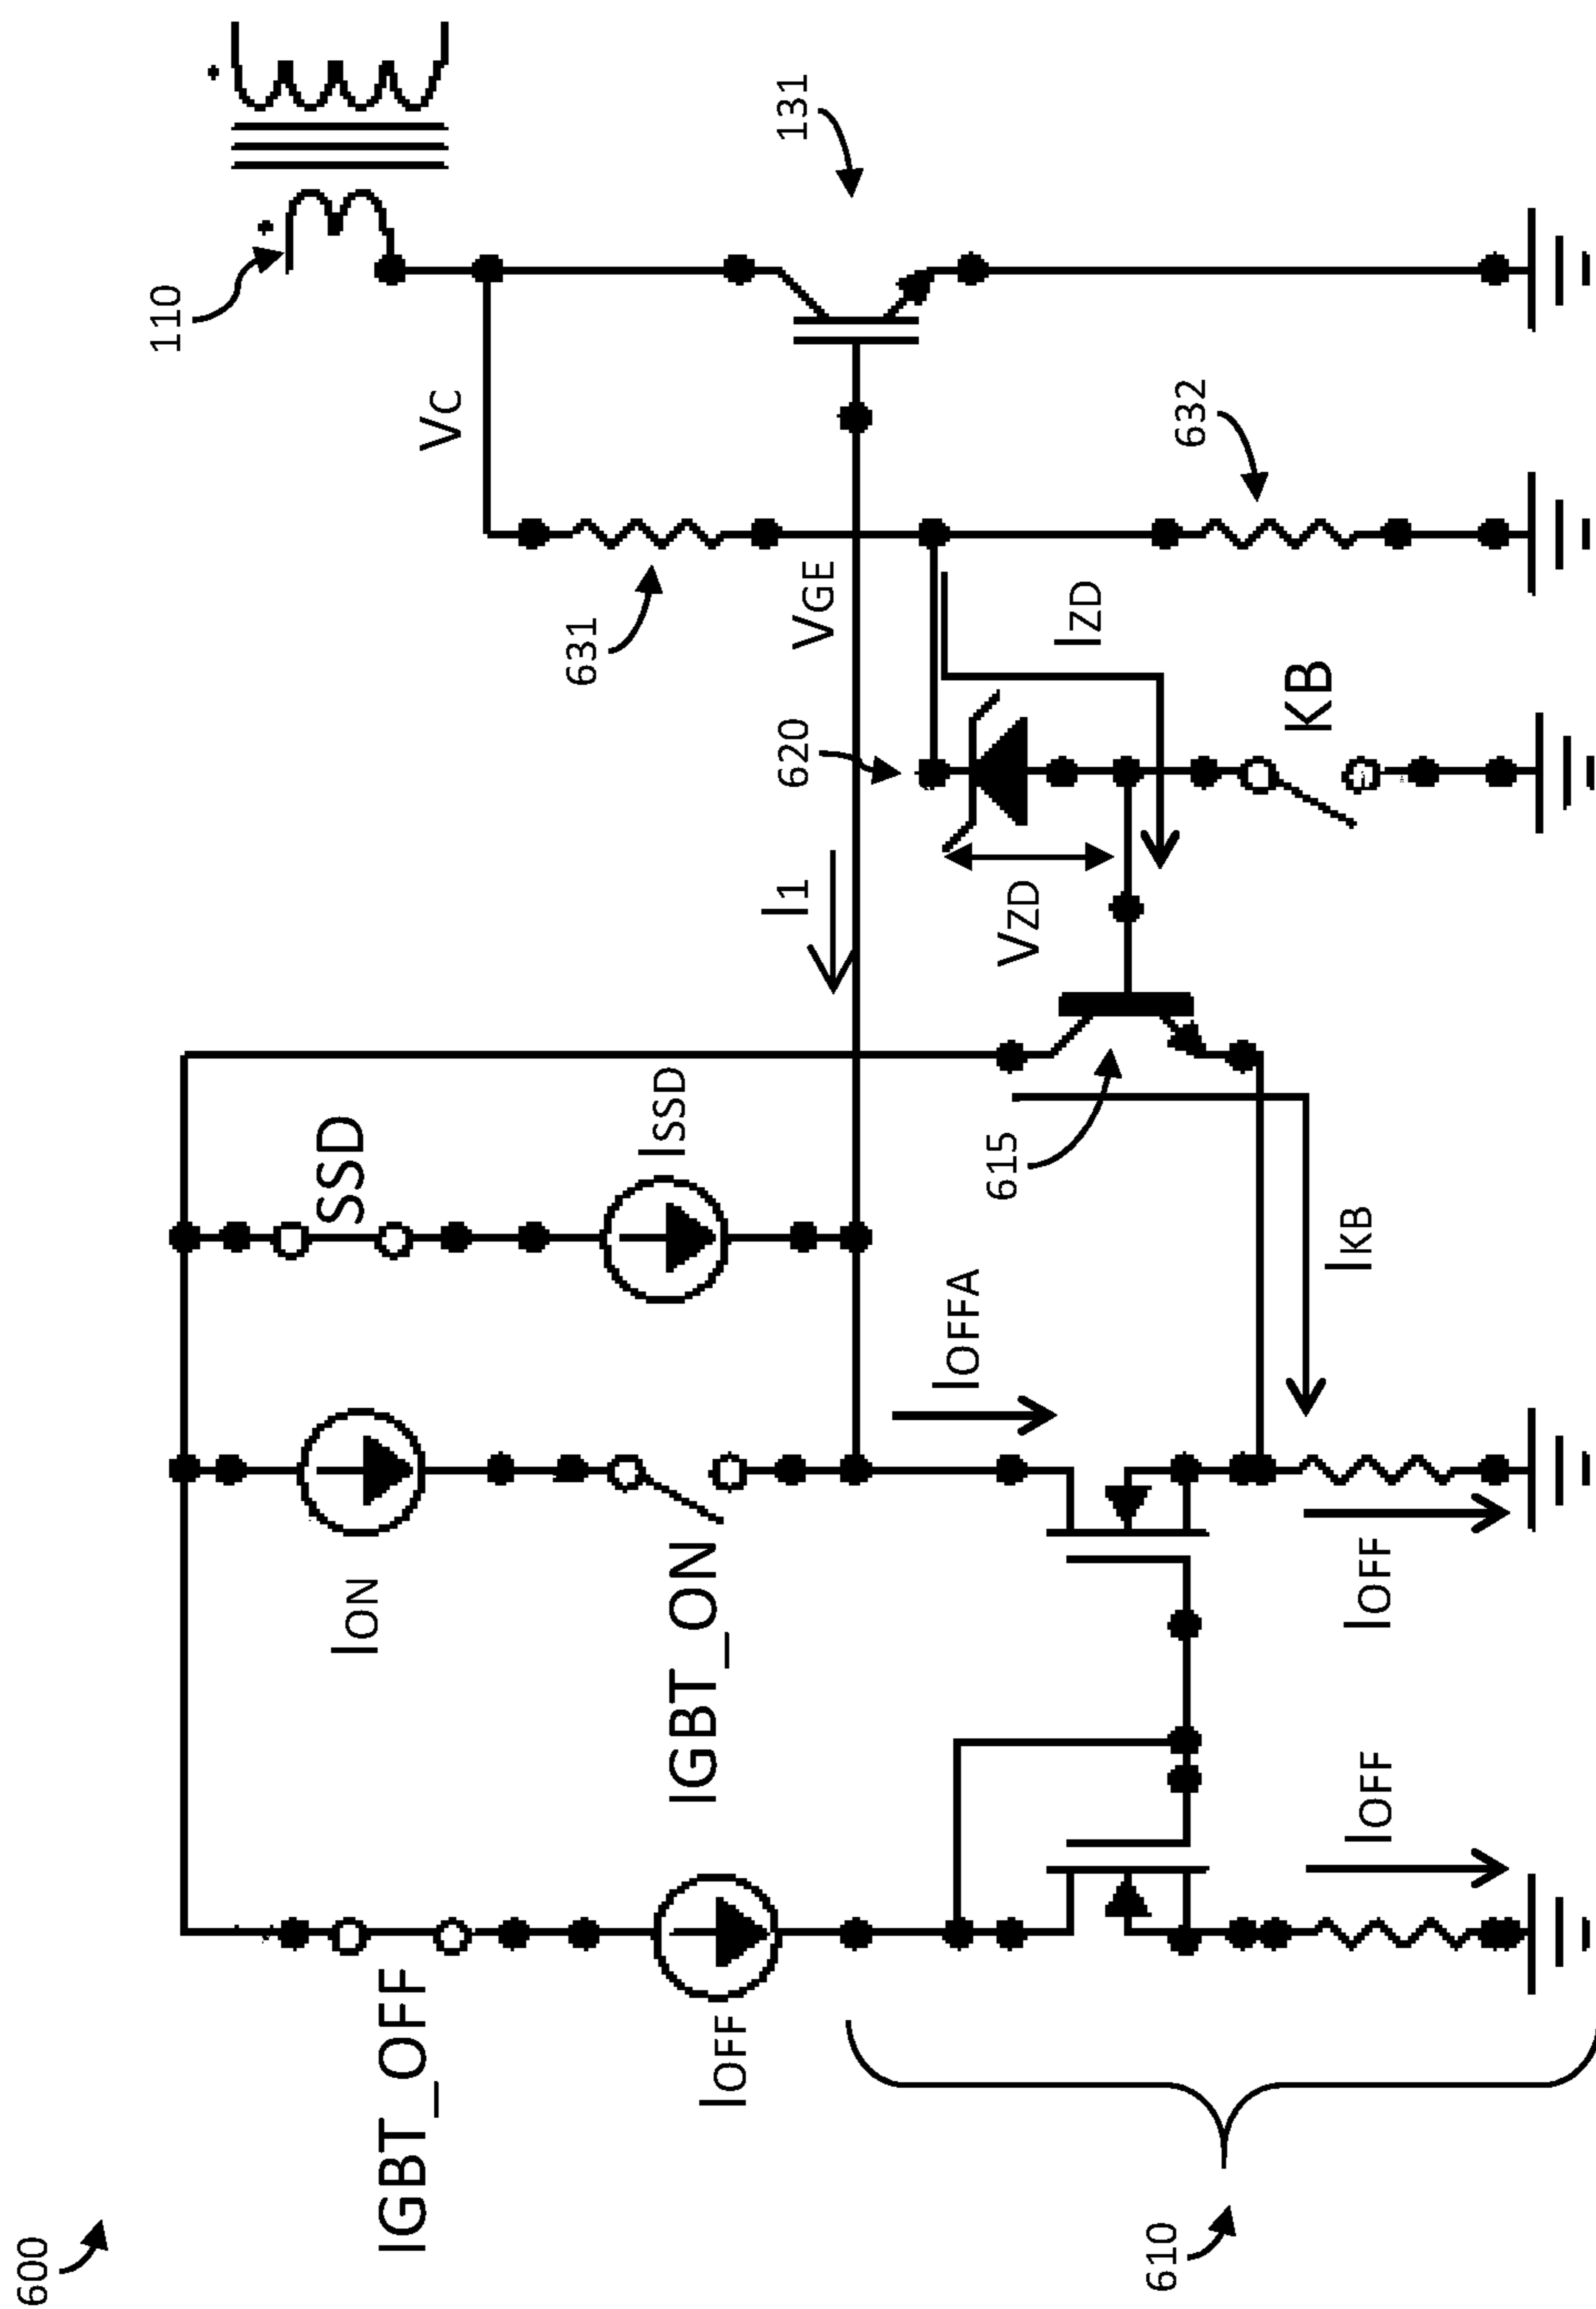 600
IGBT_OFF
IOFF
ION
IGBT_ON
SSD
ISSD
I1
VGE
VC
110
131
631
632
620
VZD
IZD
KB
615
IOFFA
IKB
IOFF
IOFF
610